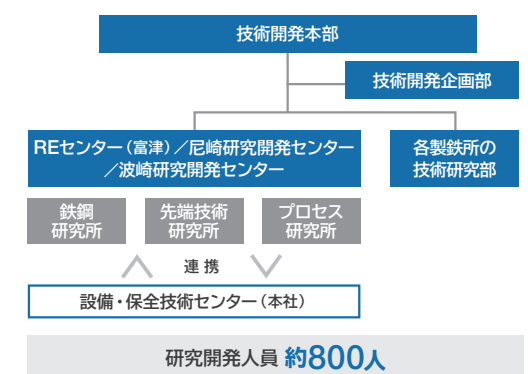 技術開発本部
技術開発企画部
REセンター（富津）／尼崎研究開発センター
／波崎研究開発センター
各製鉄所の
技術研究部
鉄鋼
研究所
先端技術
研究所
プロセス
研究所
連携
設備・保全技術センター（本社）
研究開発人員 約800人